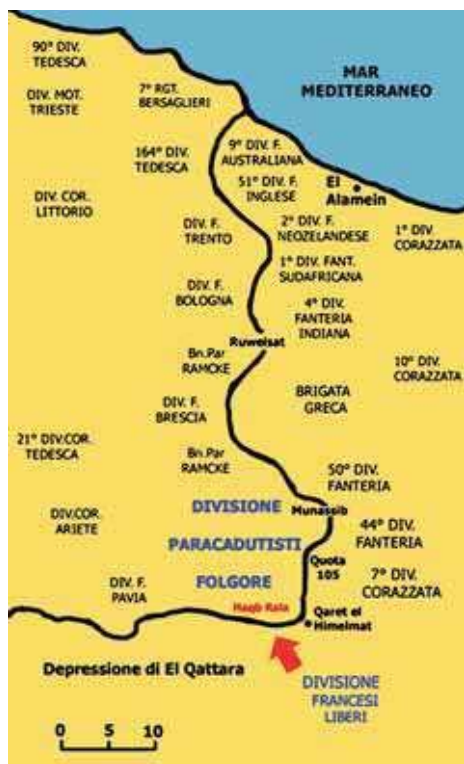 90° DIV.
TEDESCA
MAR
MEDITERRANEO
DIV. MOT.
TRIESTE
7° RGT.
BERSAGLIERI
164° DIV.
TEDESCA
9° DIV. F.
AUSTRALIANA
51° DIV. F.
INGLESE
El
Alamein
DIV. COR.
LITTORIO
DIV. F.
TRENTO
2° DIV. F.
NEOZELANDESE
1° DIV.
CORAZZATA
1° DIV. FANT.
SUDAFRICANA
DIV. F.
BOLOGNA
4° DIV.
FANTERIA
INDIANA
Ruweisat
Bn.Par
RAMCKE
10° DIV.
CORAZZATA
BRIGATA
GRECA
DIV. F.
BRESCIA
21° DIV.COR.
TEDESCA
Bn.Par
RAMCKE
50° DIV.
FANTERIA
DIVISIONE
Munassib
DIV.COR.
ARIETE
44° DIV.
FANTERIA
PARACADUTISTI
Quota
105
7° DIV.
CORAZZATA
DIV. F.
PAVIA
FOLGORE
Naqb Rala
Qaret el
Himeimat
Depressione di El Qattara
DIVISIONE
FRANCESI
LIBERI
0 5 10